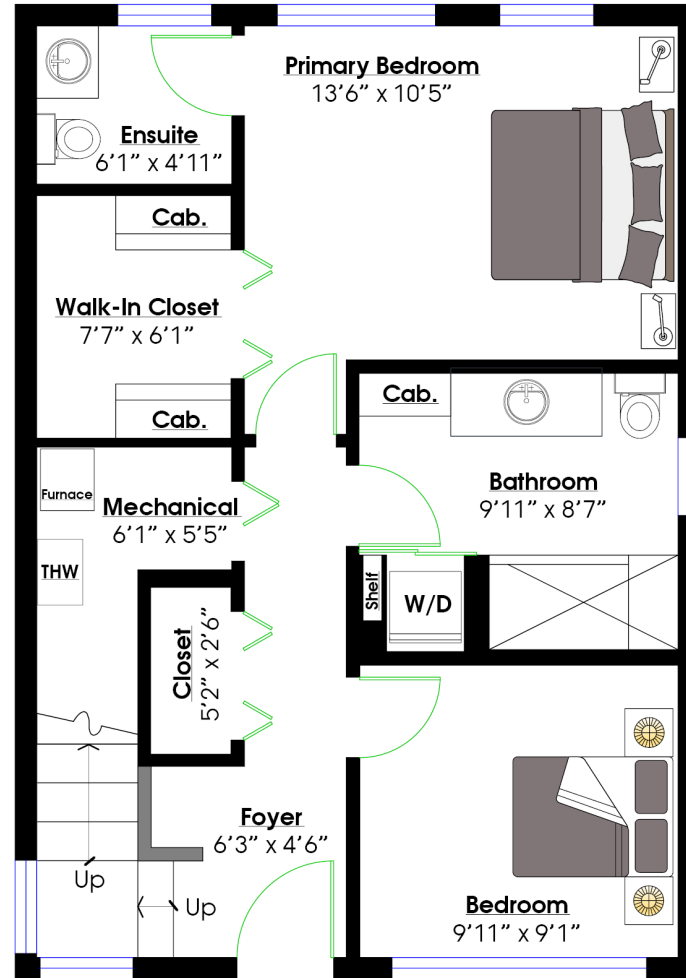 Primary Bedroom
13'6" x 10'5"
Ensuite
6'1" x 4'11"
Cab.
Walk-In Closet
7'7" x 6'1"
Cab.
Cab.
Furnace
Mechanical
6'1" x 5'5"
Bathroom
9'11" x 8'7"
THW
Shelf
W/D
Closet
5'2" x 2'6"
Foyer
6'3" x 4'6"
Up
Up
Bedroom
9'11" x 9'1"